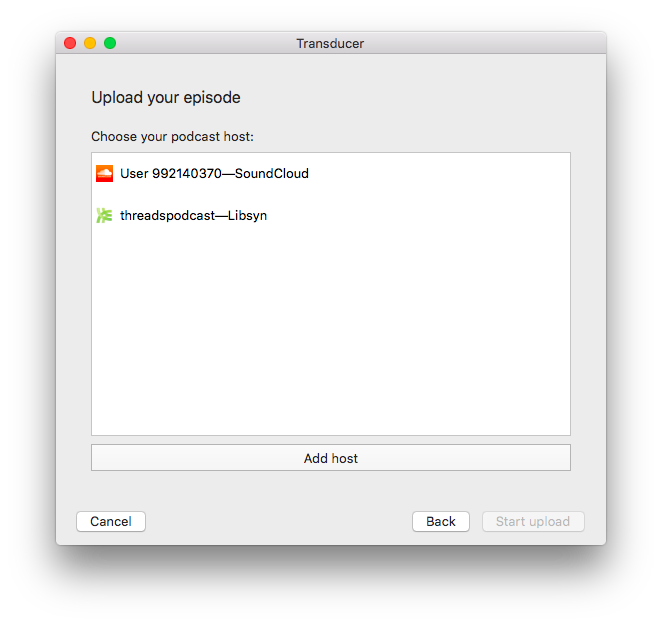 Transducer
Upload your episode
Choose your podcast host:
User 992140370—SoundCloud
threadspodcast—Libsyn
Add host
Cancel
Back
Start upload